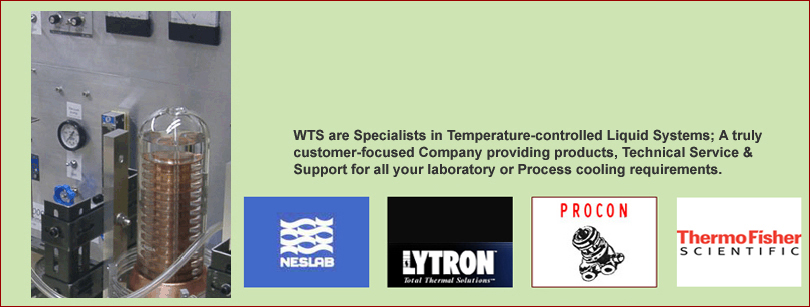 WTS are Specialists in Temperature-controlled Liquid Systems; A truly
customer-focused Company providing products, Technical Service &
Support for all your laboratory or Process cooling requirements.
NESLAB
LYTRON
Total Thermal Solutions
PROCON
ThermoFisher
SCIENTIFIC